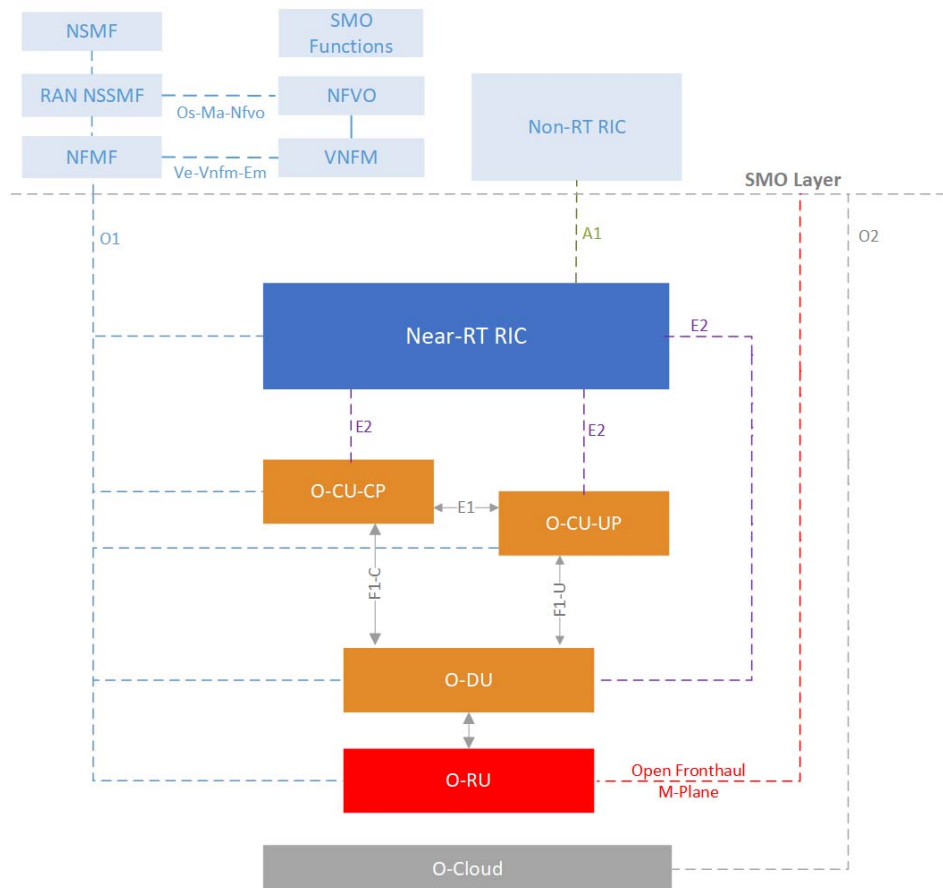 NSMF
SMO
Functions
RAN NSSMF
Os-Ma-Nfvo
NFVO
Non-RT RIC
NFMF
Ve-Vnfm-Em
VNFM
SMO Layer
O1
A1
O2
Near-RT RIC
E2
E2
E2
O-CU-CP
E1
O-CU-UP
F1-C
F1-U
O-DU
O-RU
Open Fronthaul
M-Plane
O-Cloud